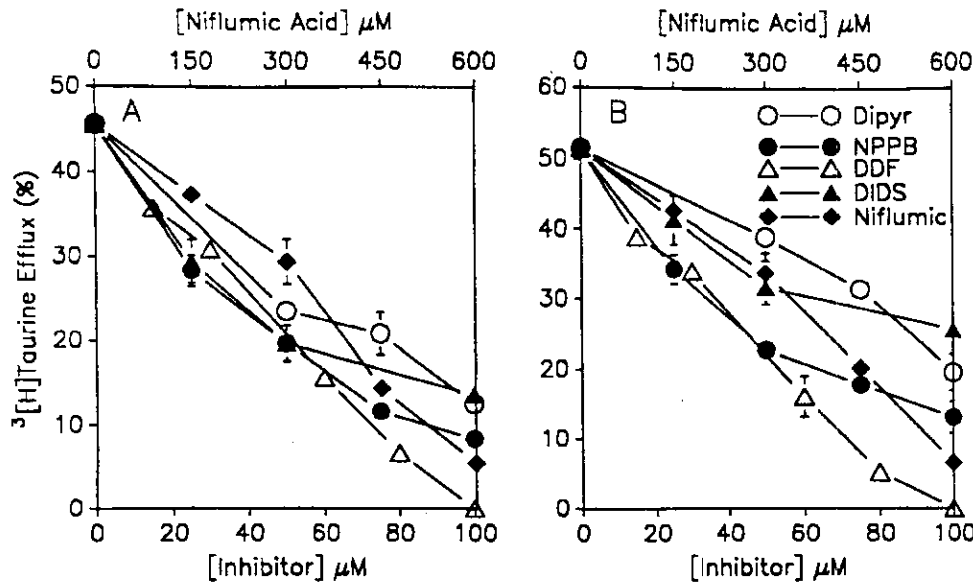 [Niflumic Acid] μM
[Niflumic Acid] μM
0 150 300 450 600
0 150 300 450 600
50
40
30
20
10
0
A
60
50
40
30
20
10
0
B
Dipyr
NPPB
DDF
DIDS
Niflumic
³[H]Taurine Efflux (%)
0 20 40 60 80 100
0 20 40 60 80 100
[Inhibitor] μM
[Inhibitor] μM